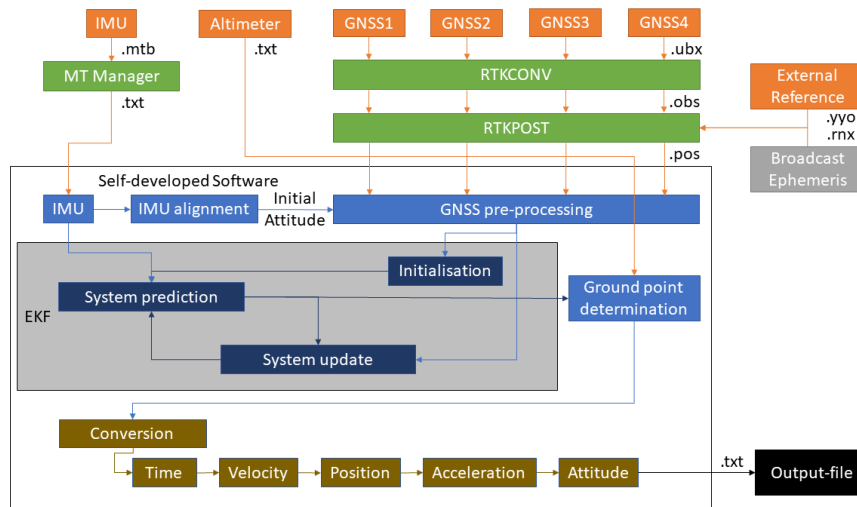 IMU
Altimeter
GNSS1
GNSS2
GNSS3
GNSS4
.mtb
.txt
.ubx
MT Manager
RTKCONV
External
Reference
.txt
.obs
RTKPOST
.yyo
.rnx
.pos
Broadcast
Ephemeris
Self-developed Software
IMU
IMU alignment
Initial
Attitude
GNSS pre-processing
Initialisation
System prediction
Ground point
determination
EKF
System update
Conversion
Time
Velocity
Position
Acceleration
Attitude
.txt
Output-file